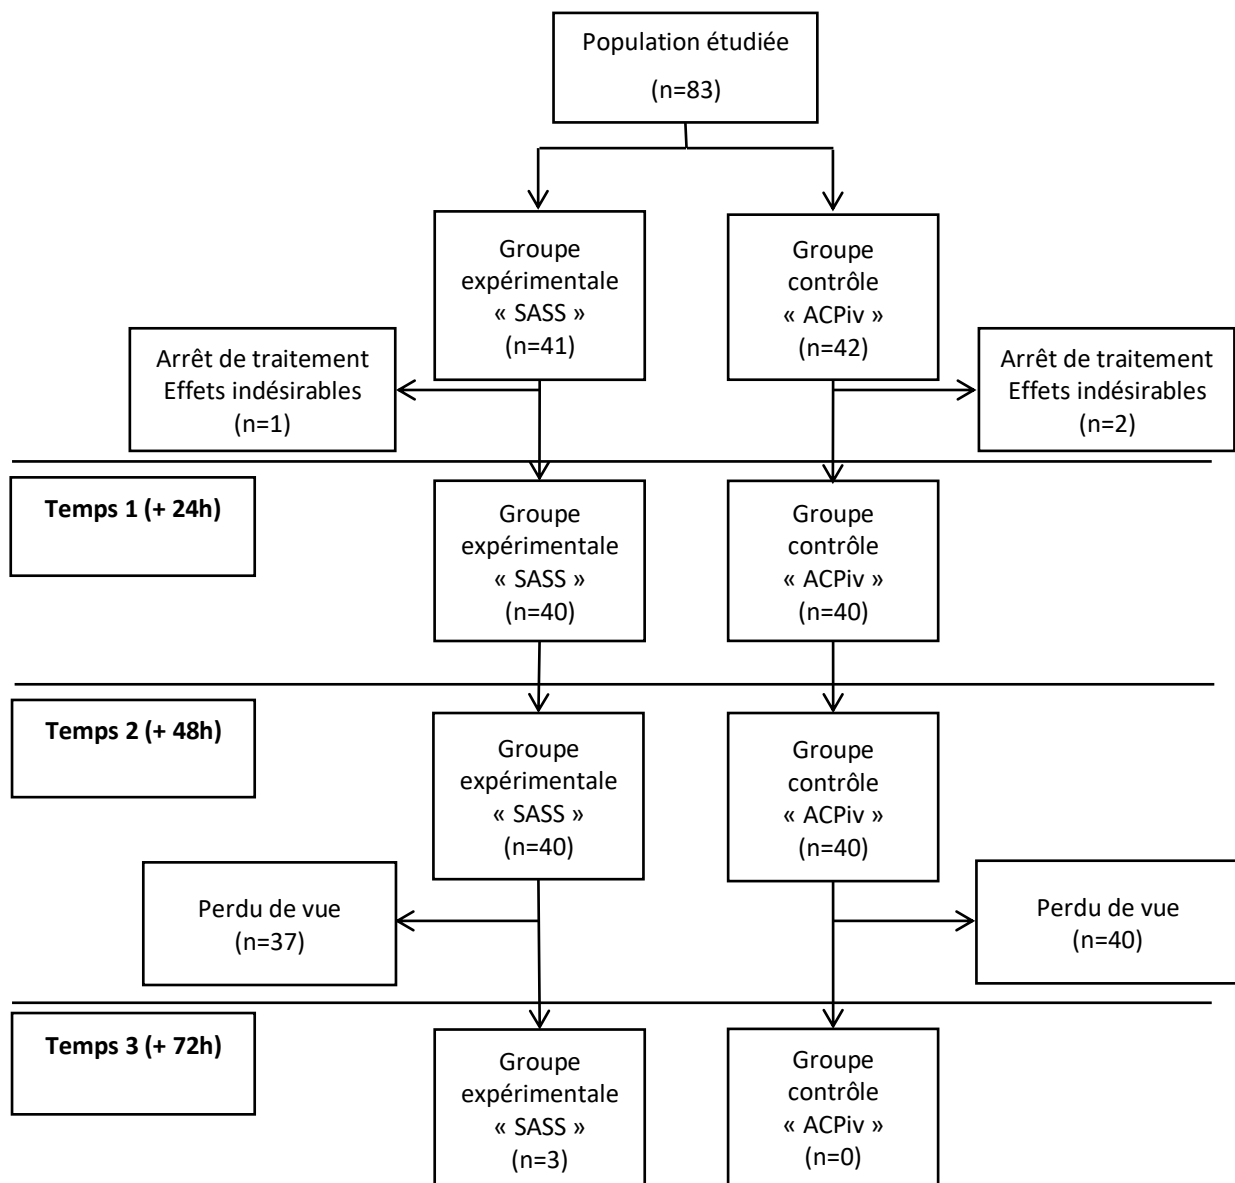 Population étudiée
(n=83)
Groupe
expérimentale
« SASS »
(n=41)
Groupe
contrôle
« ACPiv »
(n=42)
Arrêt de traitement
Effets indésirables
(n=1)
Arrêt de traitement
Effets indésirables
(n=2)
Temps 1 (+ 24h)
Groupe
expérimentale
« SASS »
(n=40)
Groupe
contrôle
« ACPiv »
(n=40)
Temps 2 (+ 48h)
Groupe
expérimentale
« SASS »
(n=40)
Groupe
contrôle
« ACPiv »
(n=40)
Perdu de vue
(n=37)
Perdu de vue
(n=40)
Temps 3 (+ 72h)
Groupe
expérimentale
« SASS »
(n=3)
Groupe
contrôle
« ACPiv »
(n=0)